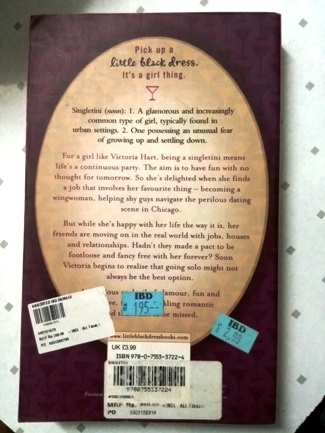 Pick up a
little black dress.
It's a girl thing.
Singletini (noun): 1. A glamorous and increasingly
common type of girl, typically found in
urban settings. 2. One possessing an unusual fear
of growing up and settling down.
For a girl like Victoria Hart, being a singletini means
life's a continuous party. The aim is to have fun with no
thought for tomorrow. So she's delighted when she finds
a job that involves her favourite thing – becoming a
wingwoman, helping shy guys navigate the perilous dating
scene in Chicago.
But while she's happy with her life the way it is, her
friends are moving on in the real world with jobs, houses
and relationships. Hadn't they made a pact to be
footloose and fancy free with her forever? Soon
Victoria begins to realise that going solo might not
always be the best option.
glamour, fun and
romantic
be missed.
IBD
195
www.littleblackdressbooks.com
UK £3.99
ISBN 978-0-7553-3722-4
9780755337224
MRP Rs.
PD